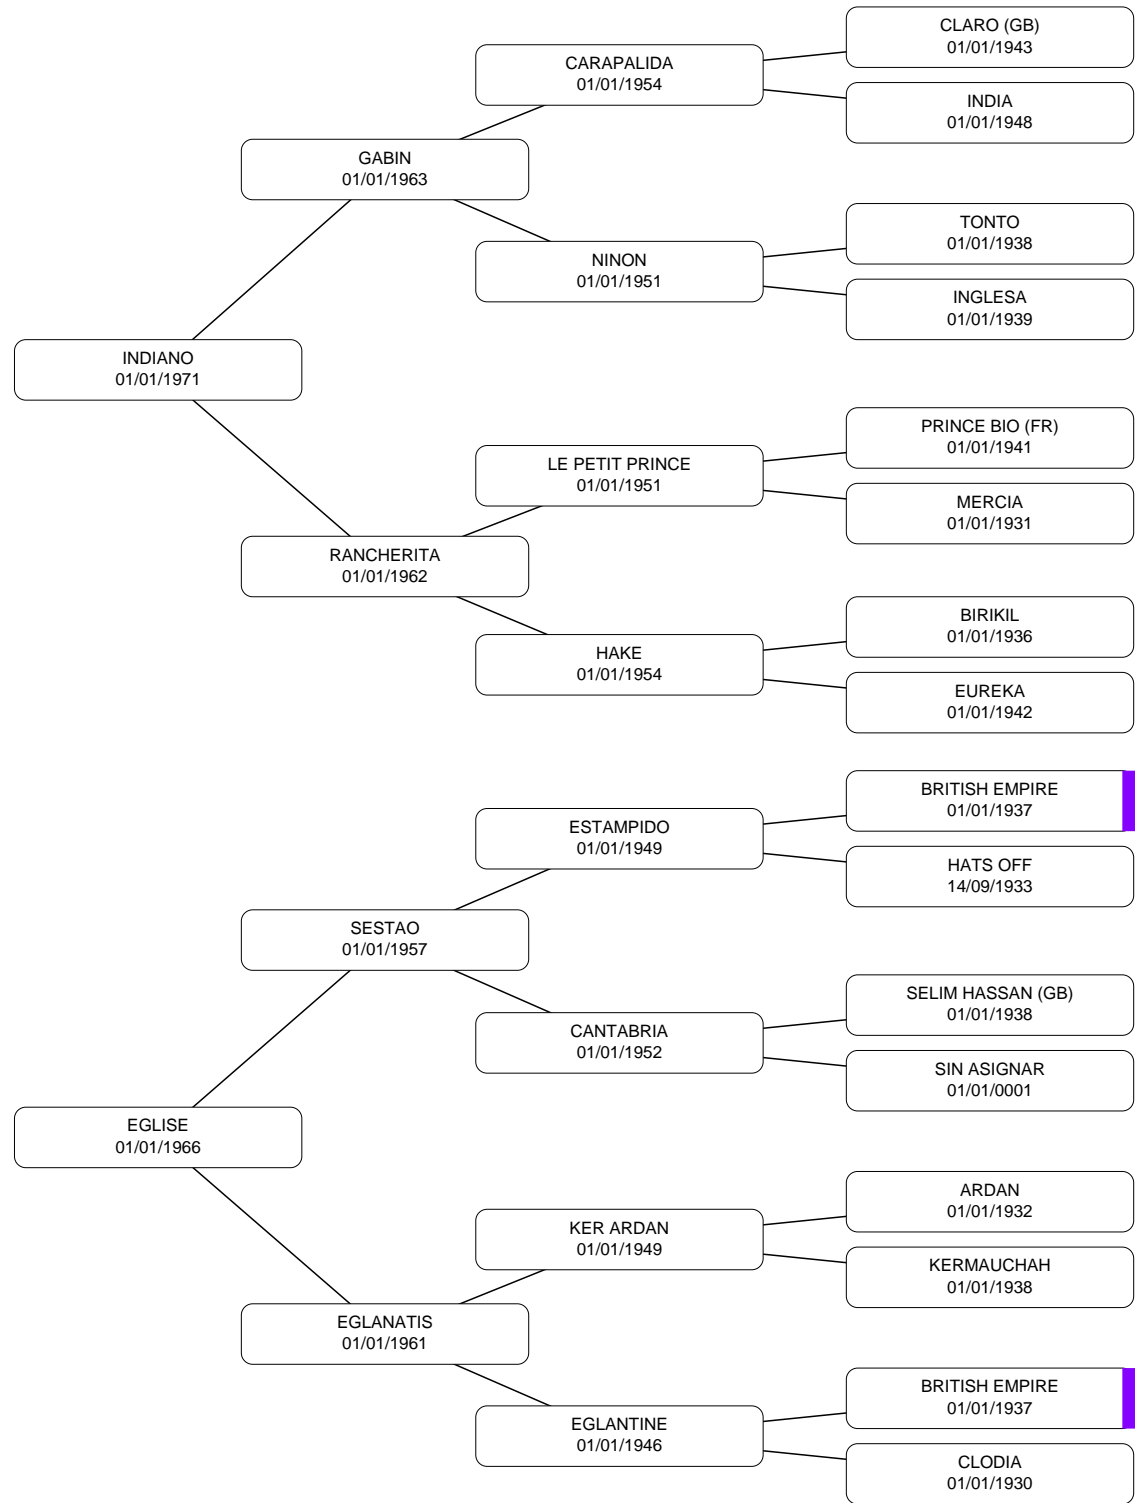 CLARO (GB)
01/01/1943
CARAPALIDA
01/01/1954
INDIA
01/01/1948
GABIN
01/01/1963
TONTO
01/01/1938
NINON
01/01/1951
INGLESA
01/01/1939
INDIANO
01/01/1971
PRINCE BIO (FR)
01/01/1941
LE PETIT PRINCE
01/01/1951
MERCIA
01/01/1931
RANCHERITA
01/01/1962
BIRIKIL
01/01/1936
HAKE
01/01/1954
EUREKA
01/01/1942
BRITISH EMPIRE
01/01/1937
ESTAMPIDO
01/01/1949
HATS OFF
14/09/1933
SESTAO
01/01/1957
SELIM HASSAN (GB)
01/01/1938
CANTABRIA
01/01/1952
SIN ASIGNAR
01/01/0001
EGLISE
01/01/1966
ARDAN
01/01/1932
KER ARDAN
01/01/1949
KERMAUCHAH
01/01/1938
EGLANATIS
01/01/1961
BRITISH EMPIRE
01/01/1937
EGLANTINE
01/01/1946
CLODIA
01/01/1930